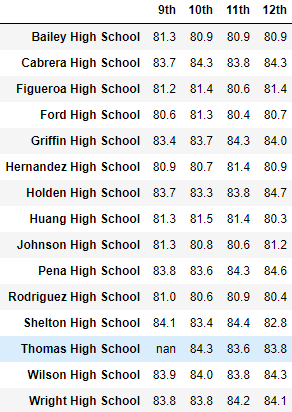 9th 10th 11th 12th
Bailey High School 81.3 80.9 80.9 80.9
Cabrera High School 83.7 84.3 83.8 84.3
Figueroa High School 81.2 81.4 80.6 81.4
Ford High School 80.6 81.3 80.4 80.7
Griffin High School 83.4 83.7 84.3 84.0
Hernandez High School 80.9 80.7 81.4 80.9
Holden High School 83.7 83.3 83.8 84.7
Huang High School 81.3 81.5 81.4 80.3
Johnson High School 81.3 80.8 80.6 81.2
Pena High School 83.8 83.6 84.3 84.6
Rodriguez High School 81.0 80.6 80.9 80.4
Shelton High School 84.1 83.4 84.4 82.8
Thomas High School nan 84.3 83.6 83.8
Wilson High School 83.9 84.0 83.8 84.3
Wright High School 83.8 83.8 84.2 84.1